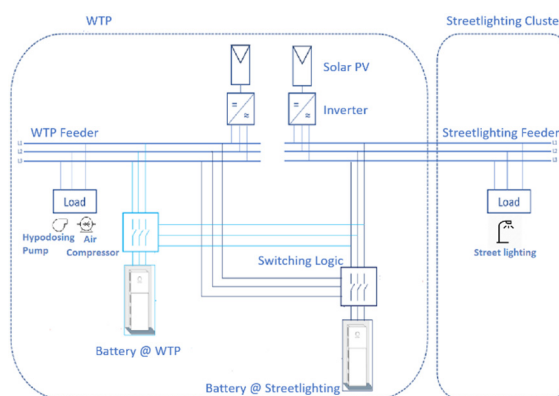 WTP
Streetlighting Cluste
Solar PV
Inverter
WTP Feeder
Streetlighting Feeder
L1
L2
L3
L1
L2
L3
Load
Load
Hypodosing
Pump
Air
Compressor
Street lighting
Switching Logic
Battery @ WTP
Battery @ Streetlighting